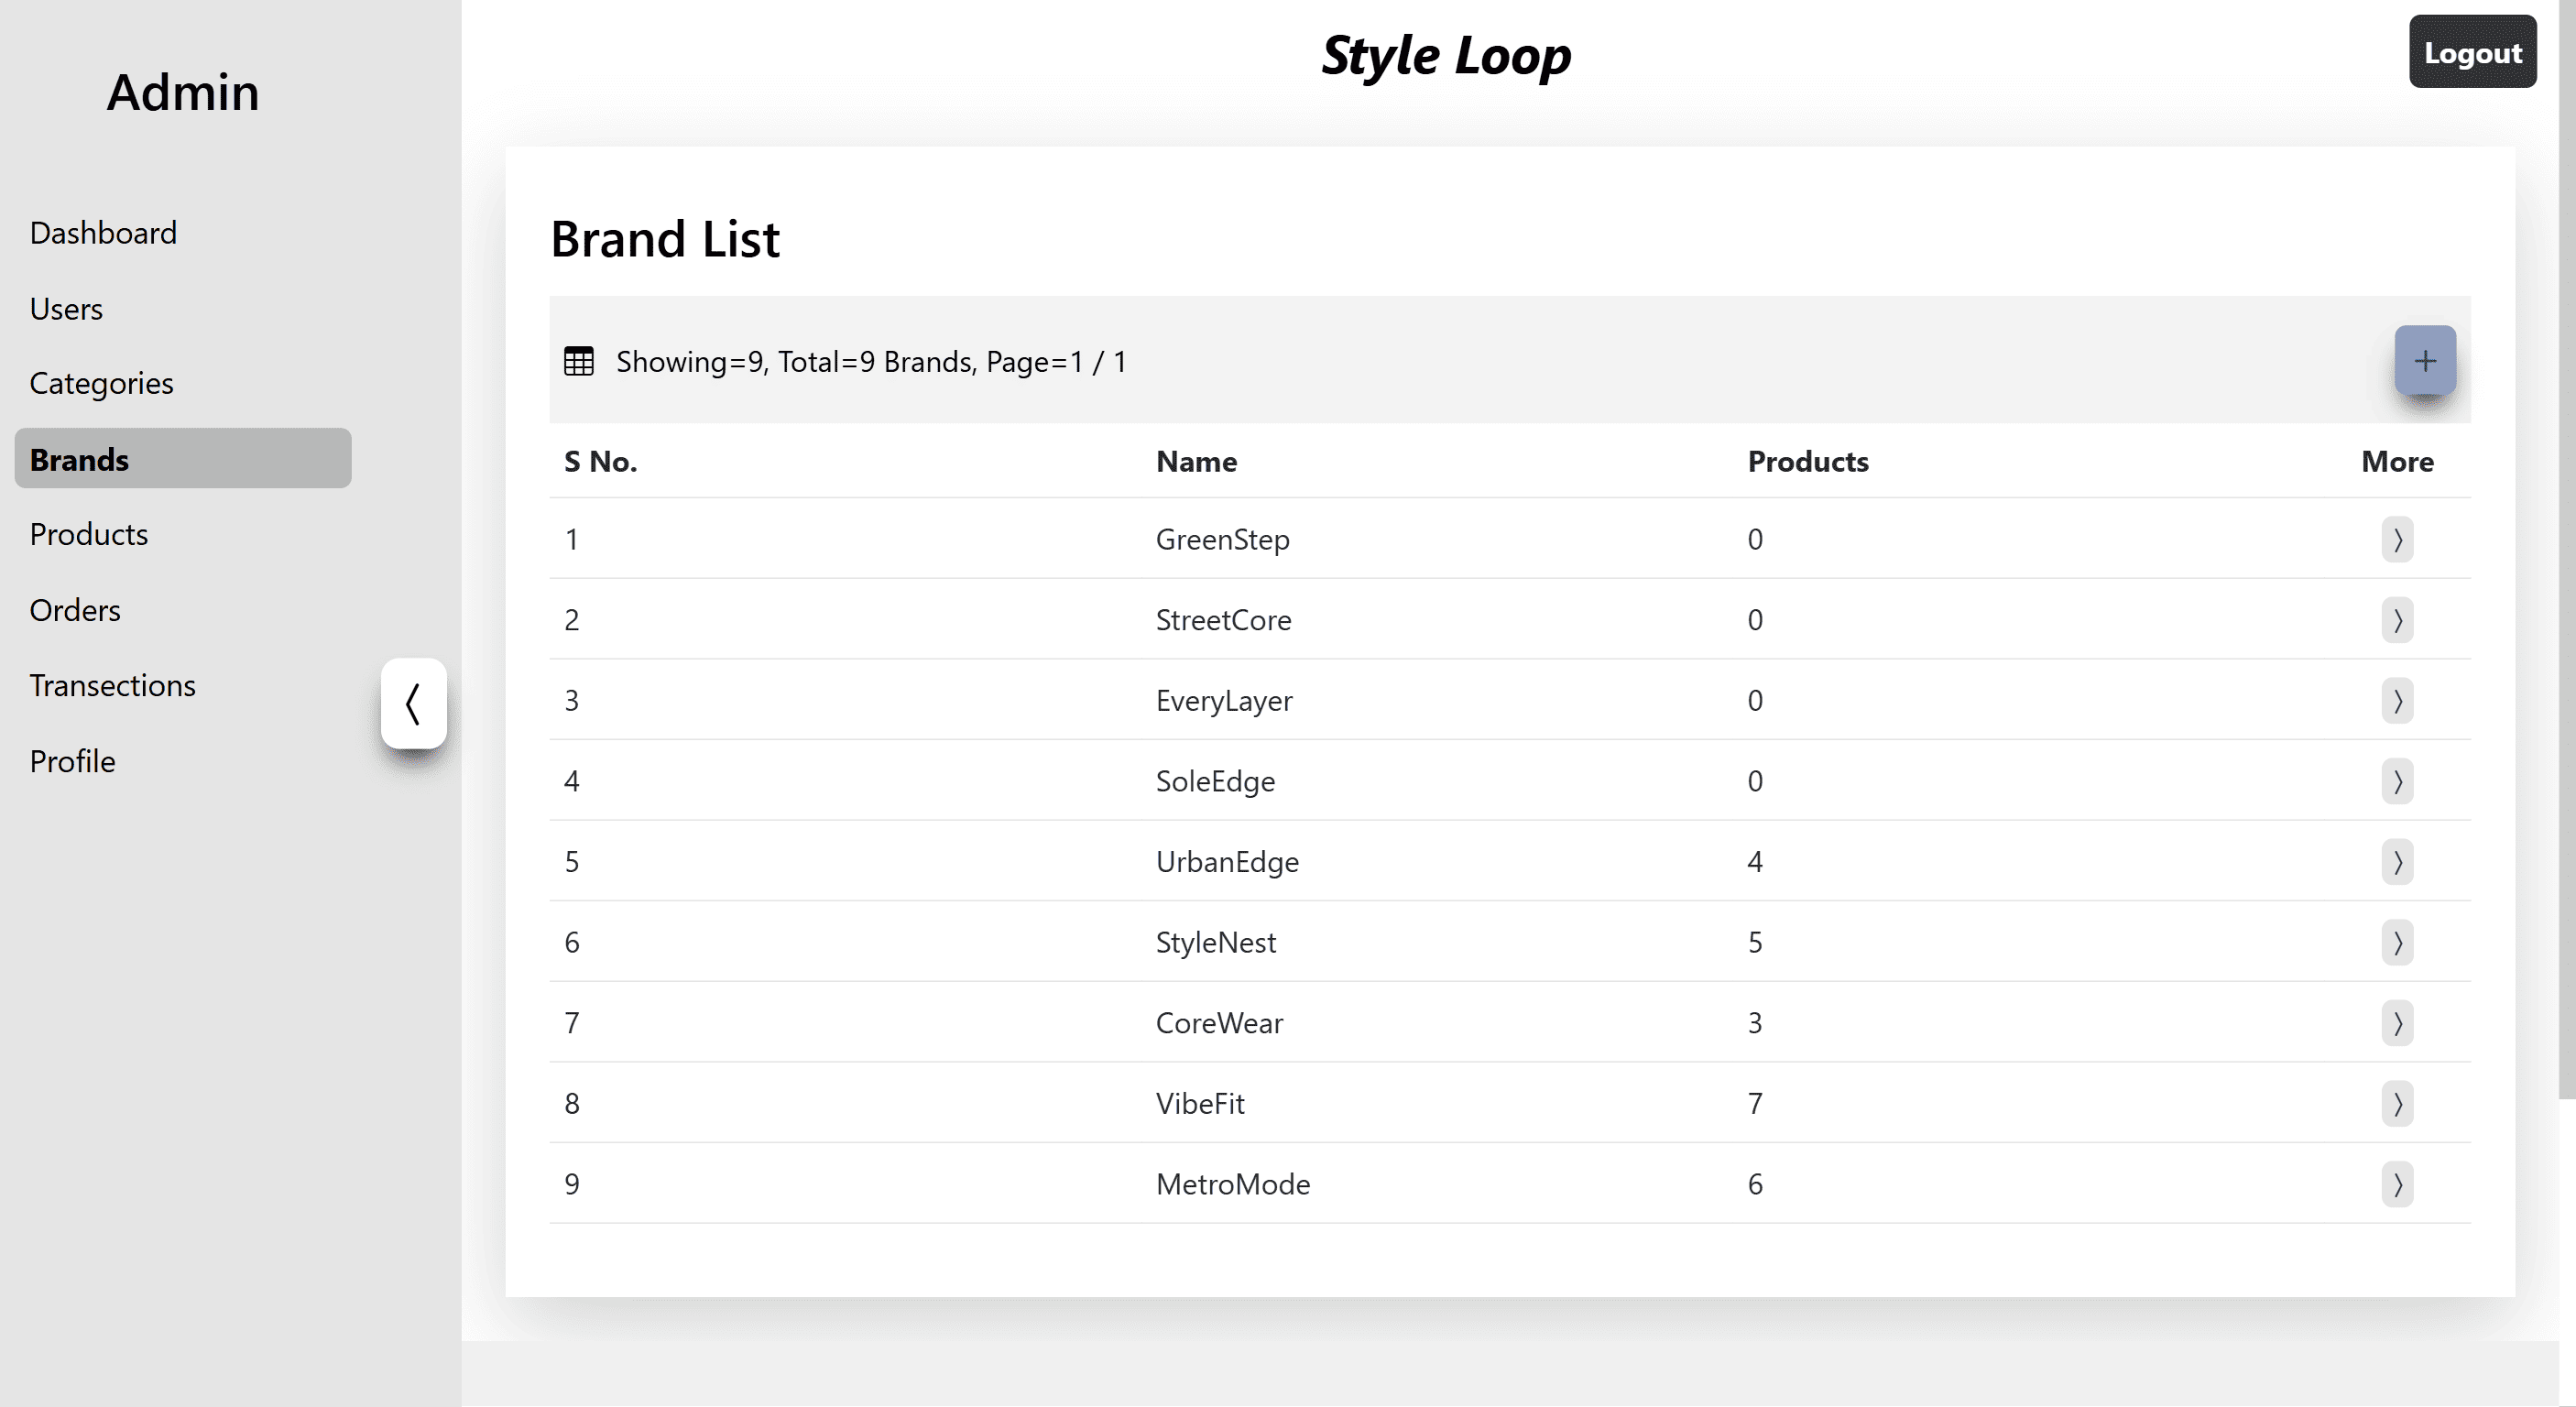 Admin
Dashboard
Users
Categories
Brands
Products
Orders
Transections
Profile
Style Loop
Logout
Brand List
Showing=9, Total=9 Brands, Page=1 / 1
+
S No. Name Products More
1 GreenStep 0
2 StreetCore 0
3 EveryLayer 0
4 SoleEdge 0
5 UrbanEdge 4
6 StyleNest 5
7 CoreWear 3
8 VibeFit 7
9 MetroMode 6